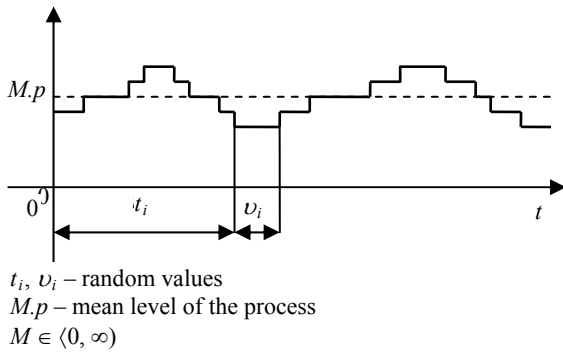 M.p
0
t_i
υ_i
t
t_i, υ_i – random values
M.p – mean level of the process
M ∈ ⟨0, ∞)